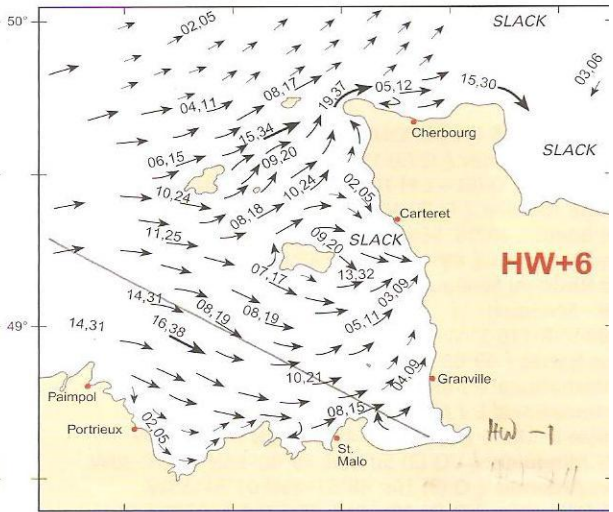 50°
02,05
SLACK
03,06
05,12
15,30
08,17
19,37
04,11
Cherbourg
15,34
SLACK
06,15
09,20
02,05
10,24
10,24
Carteret
08,18
11,25
09,20
SLACK
HW+6
07,17
13,32
03,09
14,31
08,19
08,19
05,11
14,31
49°
16,38
04,09
10,21
Granville
Paimpol
08,15
Portrieux
02,05
St.
Malo
HW -1